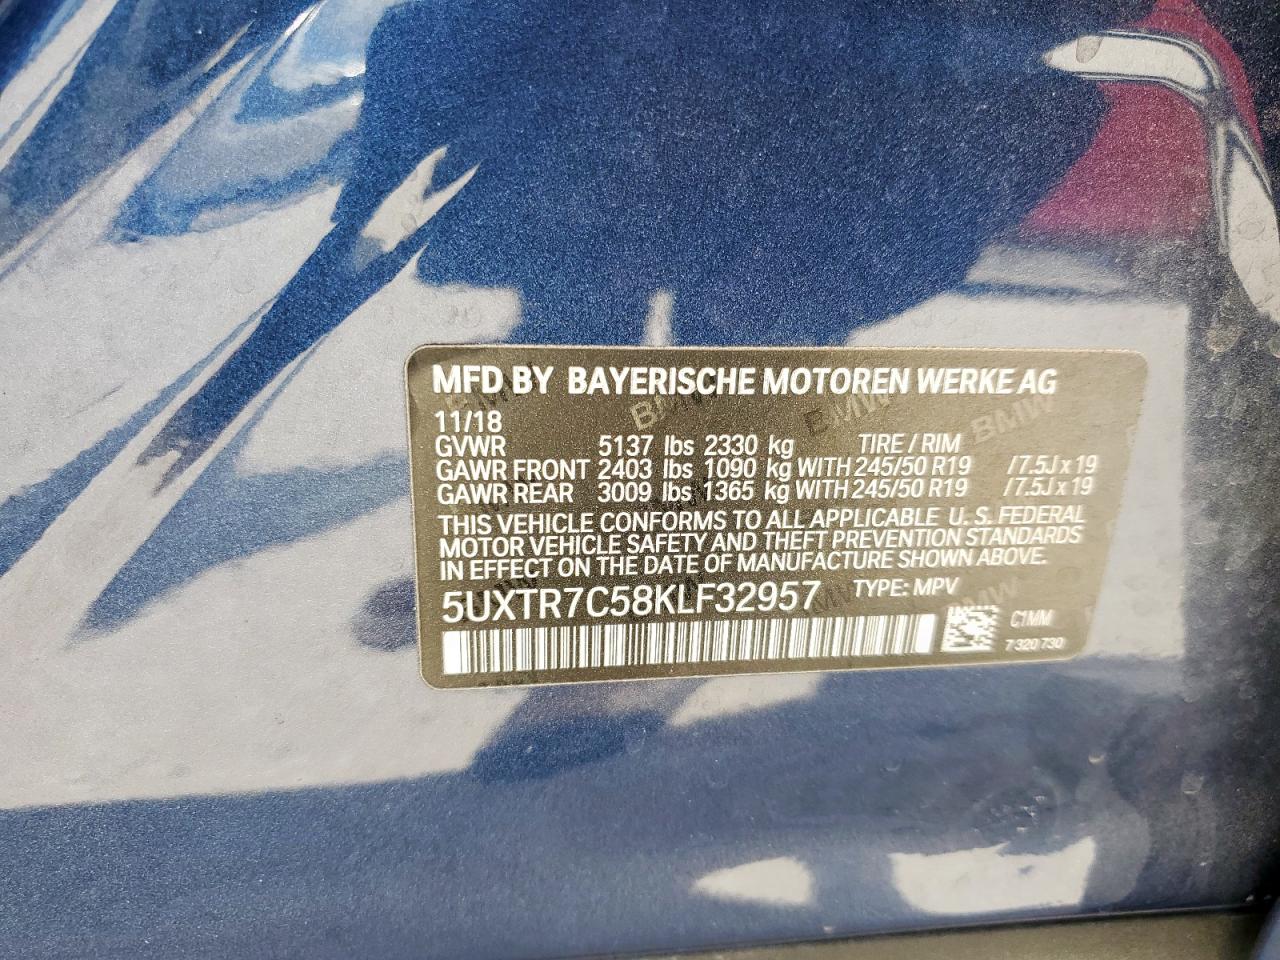 MFD BY BAYERISCHE MOTOREN WERKE AG
11/18
GVWR 5137 lbs 2330 kg TIRE / RIM
GAWR FRONT 2403 lbs 1090 kg WITH 245/50 R19 /7.5J x 19
GAWR REAR 3009 lbs 1365 kg WITH 245/50 R19 /7.5J x 19
THIS VEHICLE CONFORMS TO ALL APPLICABLE U.S. FEDERAL
MOTOR VEHICLE SAFETY AND THEFT PREVENTION STANDARDS
IN EFFECT ON THE DATE OF MANUFACTURE SHOWN ABOVE.
5UXTR7C58KLF32957 TYPE: MPV
C1MM
7 320 730